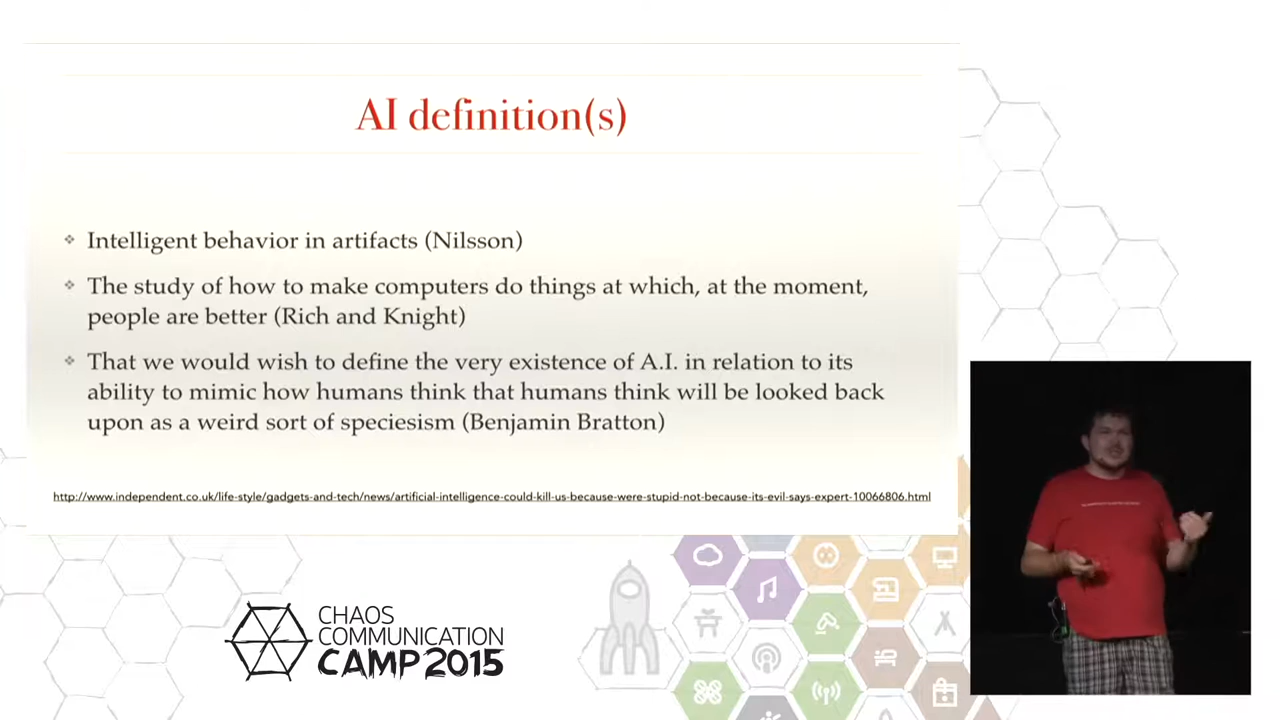 AI definition(s)
Intelligent behavior in artifacts (Nilsson)
The study of how to make computers do things at which, at the moment,
people are better (Rich and Knight)
That we would wish to define the very existence of A.I. in relation to its
ability to mimic how humans think that humans think will be looked back
upon as a weird sort of speciesism (Benjamin Bratton)
http://www.independent.co.uk/life-style/gadgets-and-tech/news/artificial-intelligence-could-kill-us-because-were-stupid-not-because-its-evil-says-expert-10066806.html
CHAOS
COMMUNICATION
CAMP 2015